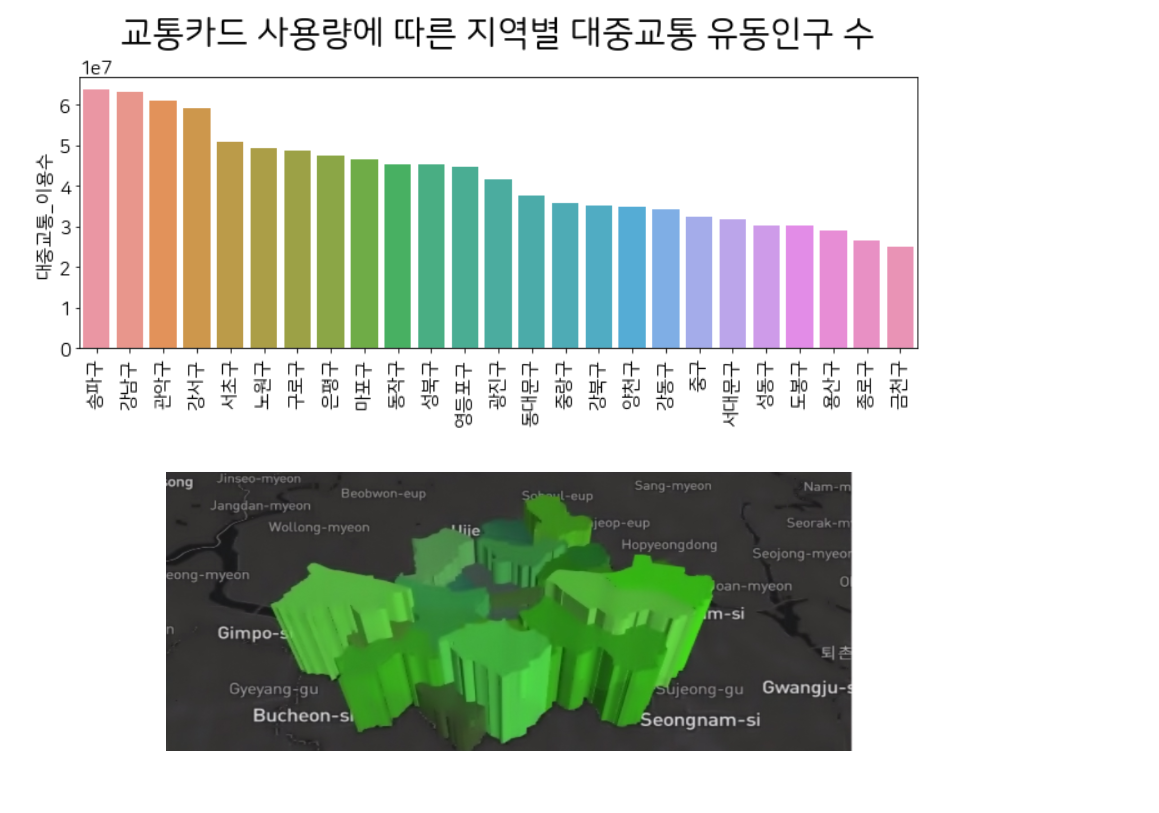 교통카드 사용량에 따른 지역별 대중교통 유동인구 수
1e7
대중교통_이용수
6
5
4
3
2
1
0
송파구
강남구
관악구
강서구
서초구
노원구
구로구
은평구
마포구
동작구
성북구
영등포구
광진구
동대문구
중랑구
강북구
양천구
강동구
중구
서대문구
성동구
도봉구
용산구
종로구
금천구
ong
Jinseo-myeon
Beobwon-eup
Sang-myeon
Nam-m
Jangdan-myeon
Wollong-myeon
Uije
jeop-eup
Seorak-m
Hopyeongdong
Seojong-myeon
eong-myeon
oan-myeon
m-si
Gimpo-s
퇴촌
Gyeyang-gu
Sujeong-gu
Gwangju-s
Bucheon-si
Seongnam-si